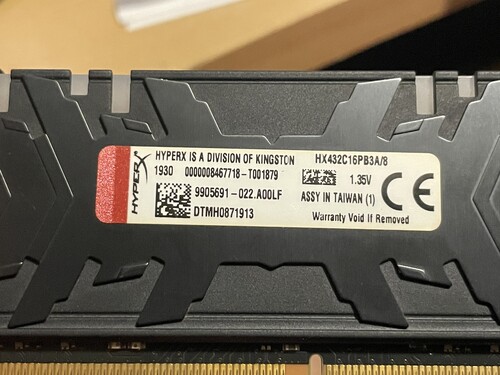 HYPERX
HYPERX IS A DIVISION OF KINGSTON
HX432C16PB3A/8
1930 0000008467718-T001879
1.35V
9905691-022.A00LF
ASSY IN TAIWAN (1)
CE
DTMH0871913
Warranty Void If Removed